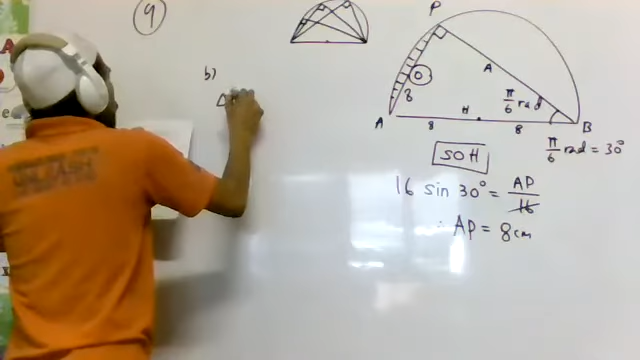 9
b)
P
O
A
π/6 rad
8
A
H
B
8
8
π/6 rad = 30°
SOH
16 sin 30° = AP/16
∴ AP = 8cm